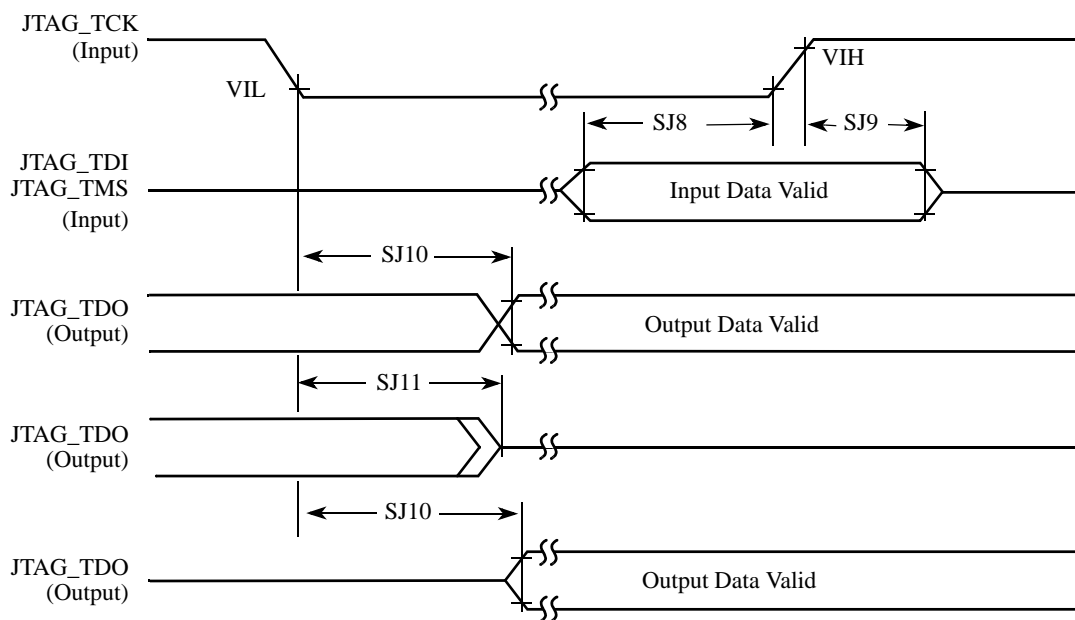 JTAG_TCK
(Input)
VIL
VIH
SJ8
SJ9
JTAG_TDI
JTAG_TMS
(Input)
Input Data Valid
SJ10
JTAG_TDO
(Output)
Output Data Valid
SJ11
JTAG_TDO
(Output)
SJ10
JTAG_TDO
(Output)
Output Data Valid